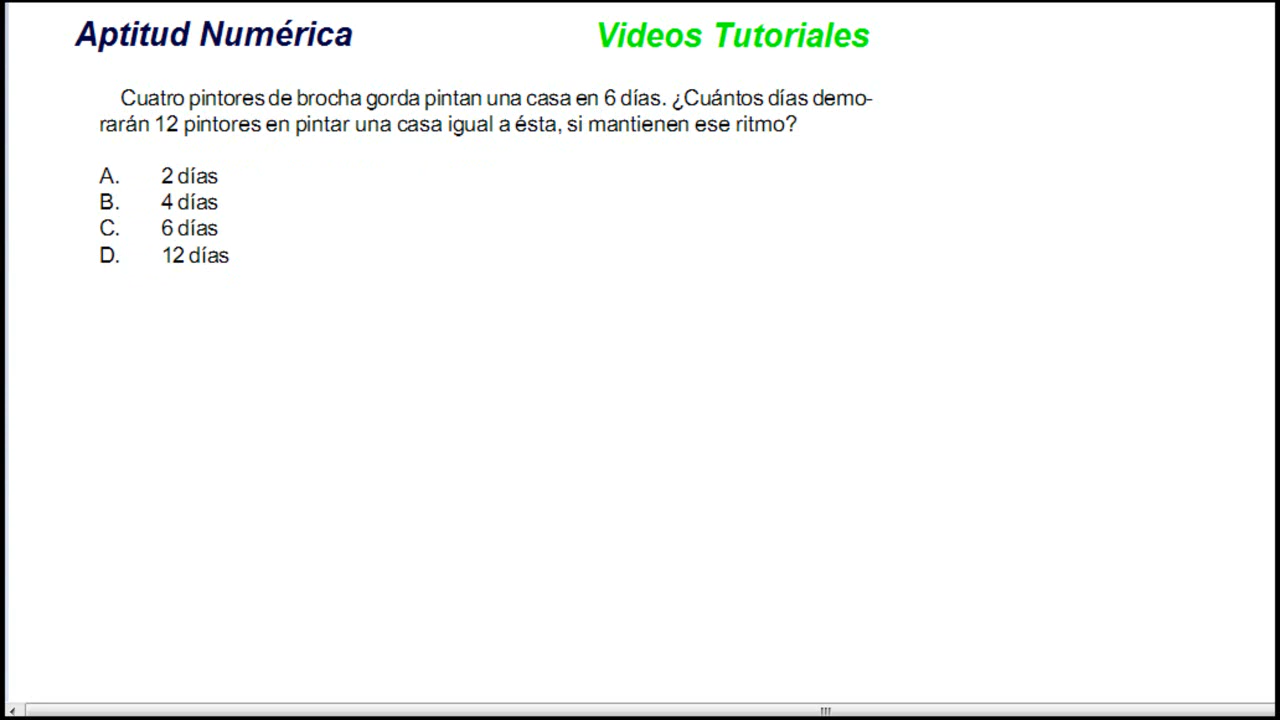 Aptitud Numérica Videos Tutoriales
Cuatro pintores de brocha gorda pintan una casa en 6 días. ¿Cuántos días demo-
rarán 12 pintores en pintar una casa igual a ésta, si mantienen ese ritmo?
A. 2 días
B. 4 días
C. 6 días
D. 12 días